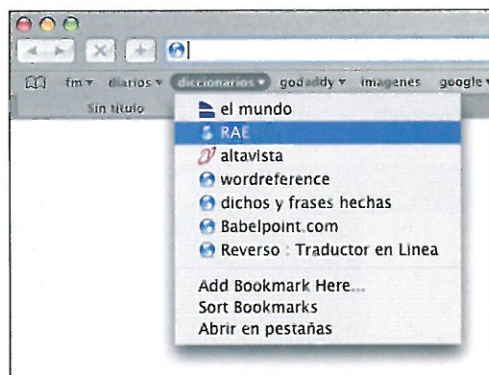 fm diarios diccionarios godaddy imagenes google
Sin título
el mundo
RAE
altavista
wordreference
dichos y frases hechas
Babelpoint.com
Reverso : Traductor en Linea
Add Bookmark Here...
Sort Bookmarks
Abrir en pestañas